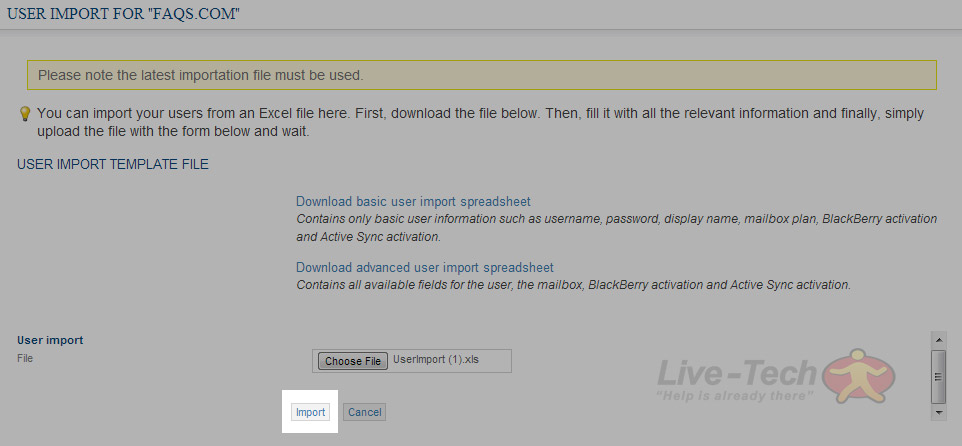 USER IMPORT FOR "FAQS.COM"
Please note the latest importation file must be used.
You can import your users from an Excel file here. First, download the file below. Then, fill it with all the relevant information and finally, simply
upload the file with the form below and wait.
USER IMPORT TEMPLATE FILE
Download basic user import spreadsheet
Contains only basic user information such as username, password, display name, mailbox plan, BlackBerry activation
and Active Sync activation.
Download advanced user import spreadsheet
Contains all available fields for the user, the mailbox, BlackBerry activation and Active Sync activation.
User import
File
Choose File UserImport (1).xls
Live-Tech
"Help is already there"
Import Cancel